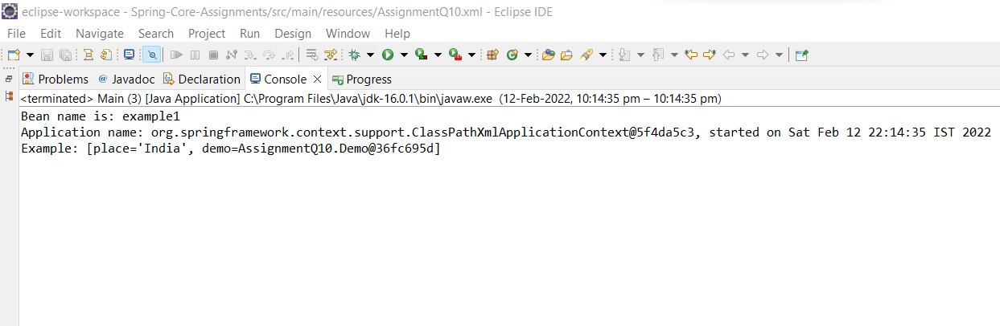 eclipse-workspace - Spring-Core-Assignments/src/main/resources/AssignmentQ10.xml - Eclipse IDE
File Edit Navigate Search Project Run Design Window Help
Problems @ Javadoc Declaration Console Progress
<terminated> Main (3) [Java Application] C:\Program Files\Java\jdk-16.0.1\bin\javaw.exe (12-Feb-2022, 10:14:35 pm – 10:14:35 pm)
Bean name is: example1
Application name: org.springframework.context.support.ClassPathXmlApplicationContext@5f4da5c3, started on Sat Feb 12 22:14:35 IST 2022
Example: [place='India', demo=AssignmentQ10.Demo@36fc695d]